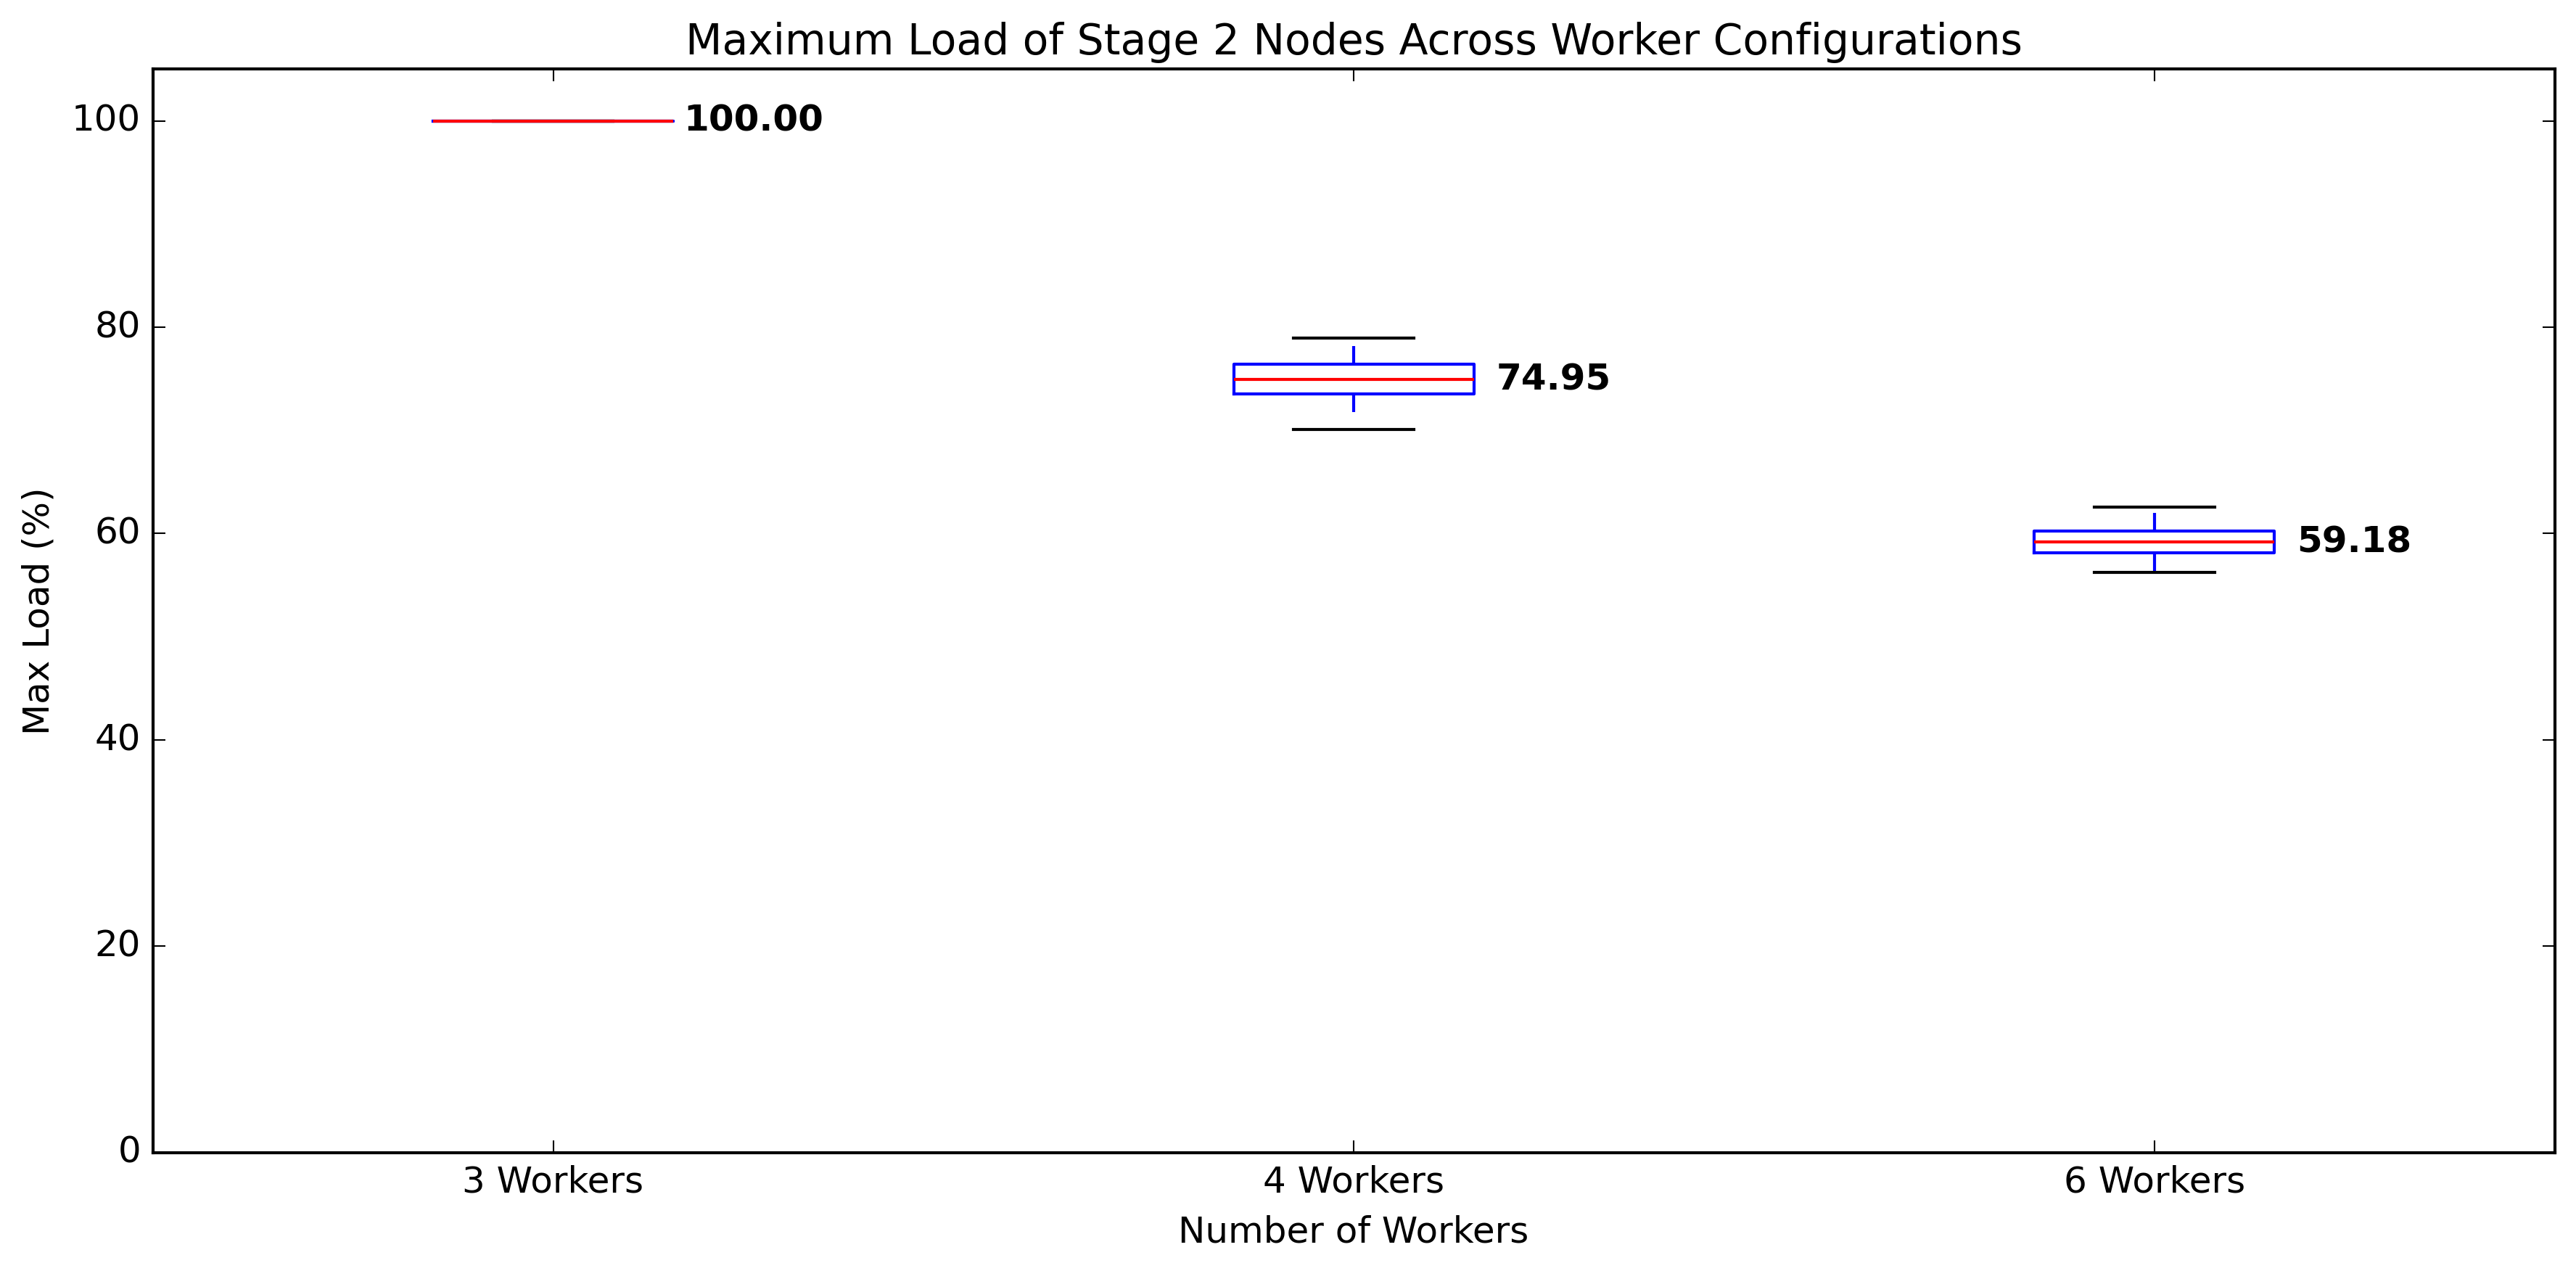 Maximum Load of Stage 2 Nodes Across Worker Configurations
Max Load (%)
100
80
60
40
20
0
100.00
74.95
59.18
3 Workers
4 Workers
6 Workers
Number of Workers